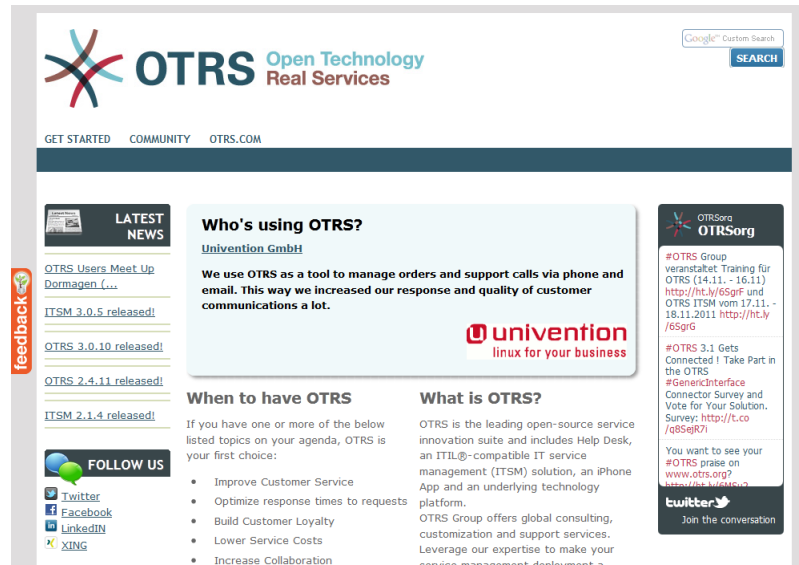 OTRS Open Technology
Real Services
Google™ Custom Search
SEARCH
GET STARTED COMMUNITY OTRS.COM
feedback
LATEST
NEWS
OTRS Users Meet Up
Dormagen (...
ITSM 3.0.5 released!
OTRS 3.0.10 released!
OTRS 2.4.11 released!
ITSM 2.1.4 released!
FOLLOW US
Twitter
Facebook
LinkedIN
XING
Who's using OTRS?
Univention GmbH
We use OTRS as a tool to manage orders and support calls via phone and
email. This way we increased our response and quality of customer
communications a lot.
univention
linux for your business
When to have OTRS
If you have one or more of the below
listed topics on your agenda, OTRS is
your first choice:
Improve Customer Service
Optimize response times to requests
Build Customer Loyalty
Lower Service Costs
Increase Collaboration
What is OTRS?
OTRS is the leading open-source service
innovation suite and includes Help Desk,
an ITIL®-compatible IT service
management (ITSM) solution, an iPhone
App and an underlying technology
platform.
OTRS Group offers global consulting,
customization and support services.
Leverage our expertise to make your
service management deployment a
OTRSorg
OTRSorg
#OTRS Group
veranstaltet Training für
OTRS (14.11. - 16.11)
http://ht.ly/6SgrF und
OTRS ITSM vom 17.11. -
18.11.2011 http://ht.ly
/6SgrG
#OTRS 3.1 Gets
Connected ! Take Part in
the OTRS
#GenericInterface
Connector Survey and
Vote for Your Solution.
Survey: http://t.co
/q8SejR7i
You want to see your
#OTRS praise on
www.otrs.org?
http://ht.ly/6MSu2
twitter
Join the conversation